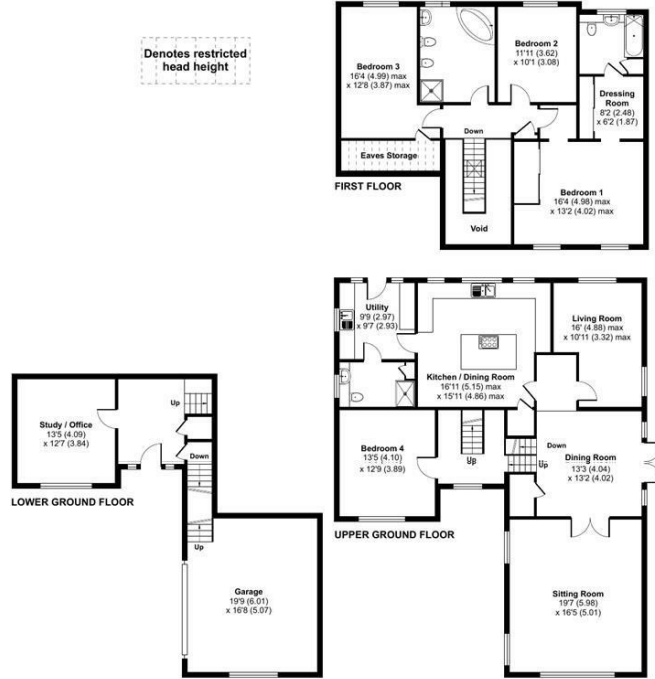 Denotes restricted
head height
Bedroom 3
16'4 (4.99) max
x 12'8 (3.87) max
Bedroom 2
11'11 (3.62)
x 10'1 (3.08)
Dressing
Room
8'2 (2.48)
x 6'2 (1.87)
Down
Eaves Storage
Bedroom 1
16'4 (4.98) max
x 13'2 (4.02) max
Void
FIRST FLOOR
Utility
9'9 (2.97)
x 9'7 (2.93)
Living Room
16' (4.88) max
x 10'11 (3.32) max
Kitchen / Dining Room
16'11 (5.15) max
x 15'11 (4.86) max
Bedroom 4
13'5 (4.10)
x 12'9 (3.89)
Up
Down
Up
Dining Room
13'3 (4.04)
x 13'2 (4.02)
UPPER GROUND FLOOR
Sitting Room
19'7 (5.98)
x 16'5 (5.01)
Study / Office
13'5 (4.09)
x 12'7 (3.84)
Up
Down
LOWER GROUND FLOOR
Up
Garage
19'9 (6.01)
x 16'8 (5.07)